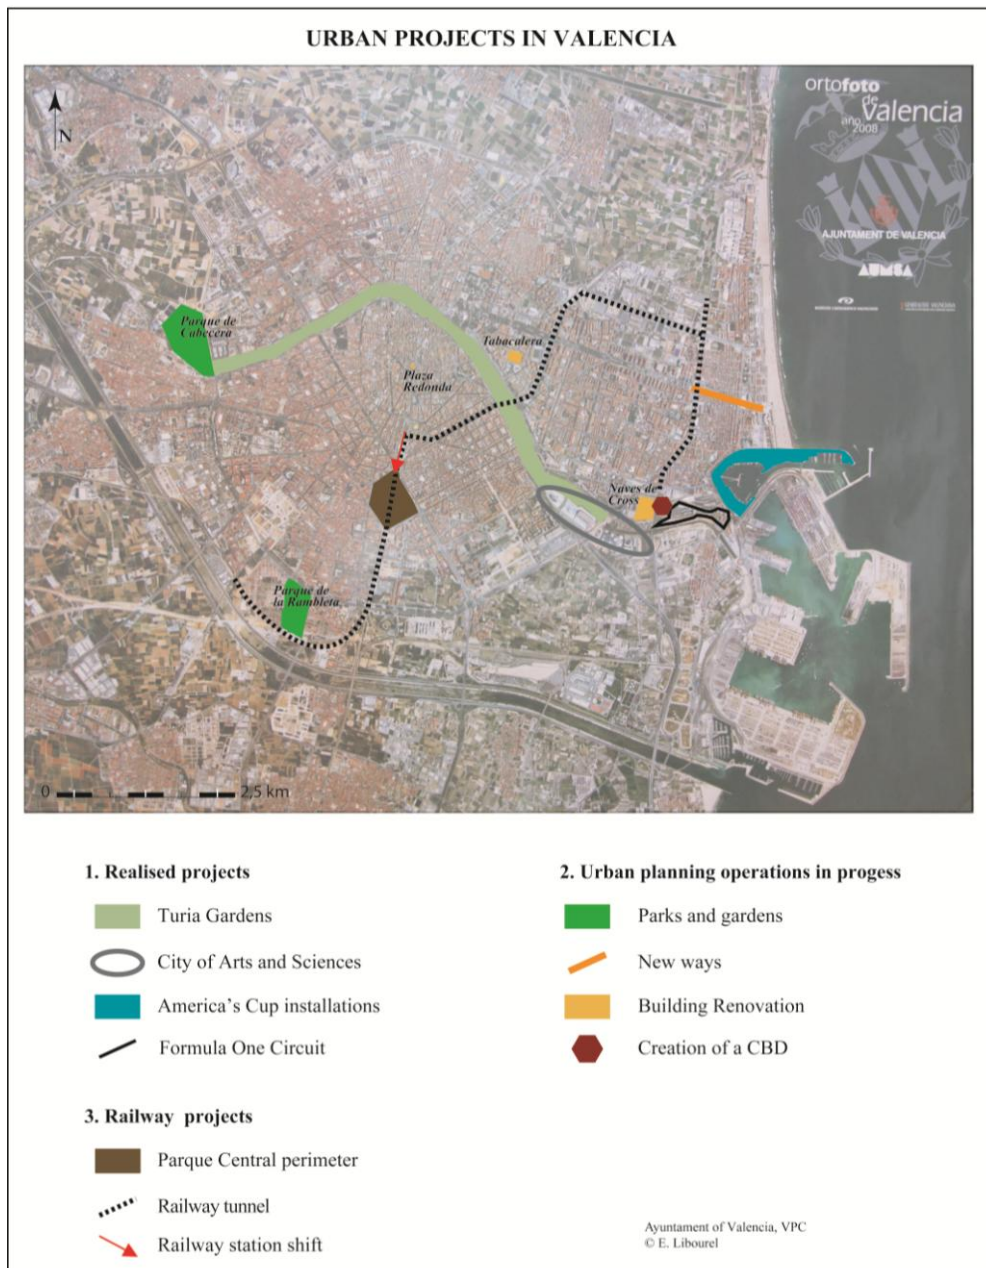 URBAN PROJECTS IN VALENCIA
N
ortofoto
de
valencia
año
2008
AJUNTAMENT DE VALENCIA
AUMSA
Parque de
Cabecera
Tabacalera
Plaza
Redonda
Naves de
Cross
Parque de
la Rambleta
0 2,5 km
1. Realised projects
Turia Gardens
City of Arts and Sciences
America's Cup installations
Formula One Circuit
2. Urban planning operations in progess
Parks and gardens
New ways
Building Renovation
Creation of a CBD
3. Railway projects
Parque Central perimeter
Railway tunnel
Railway station shift
Ayuntament of Valencia, VPC
© E. Libourel